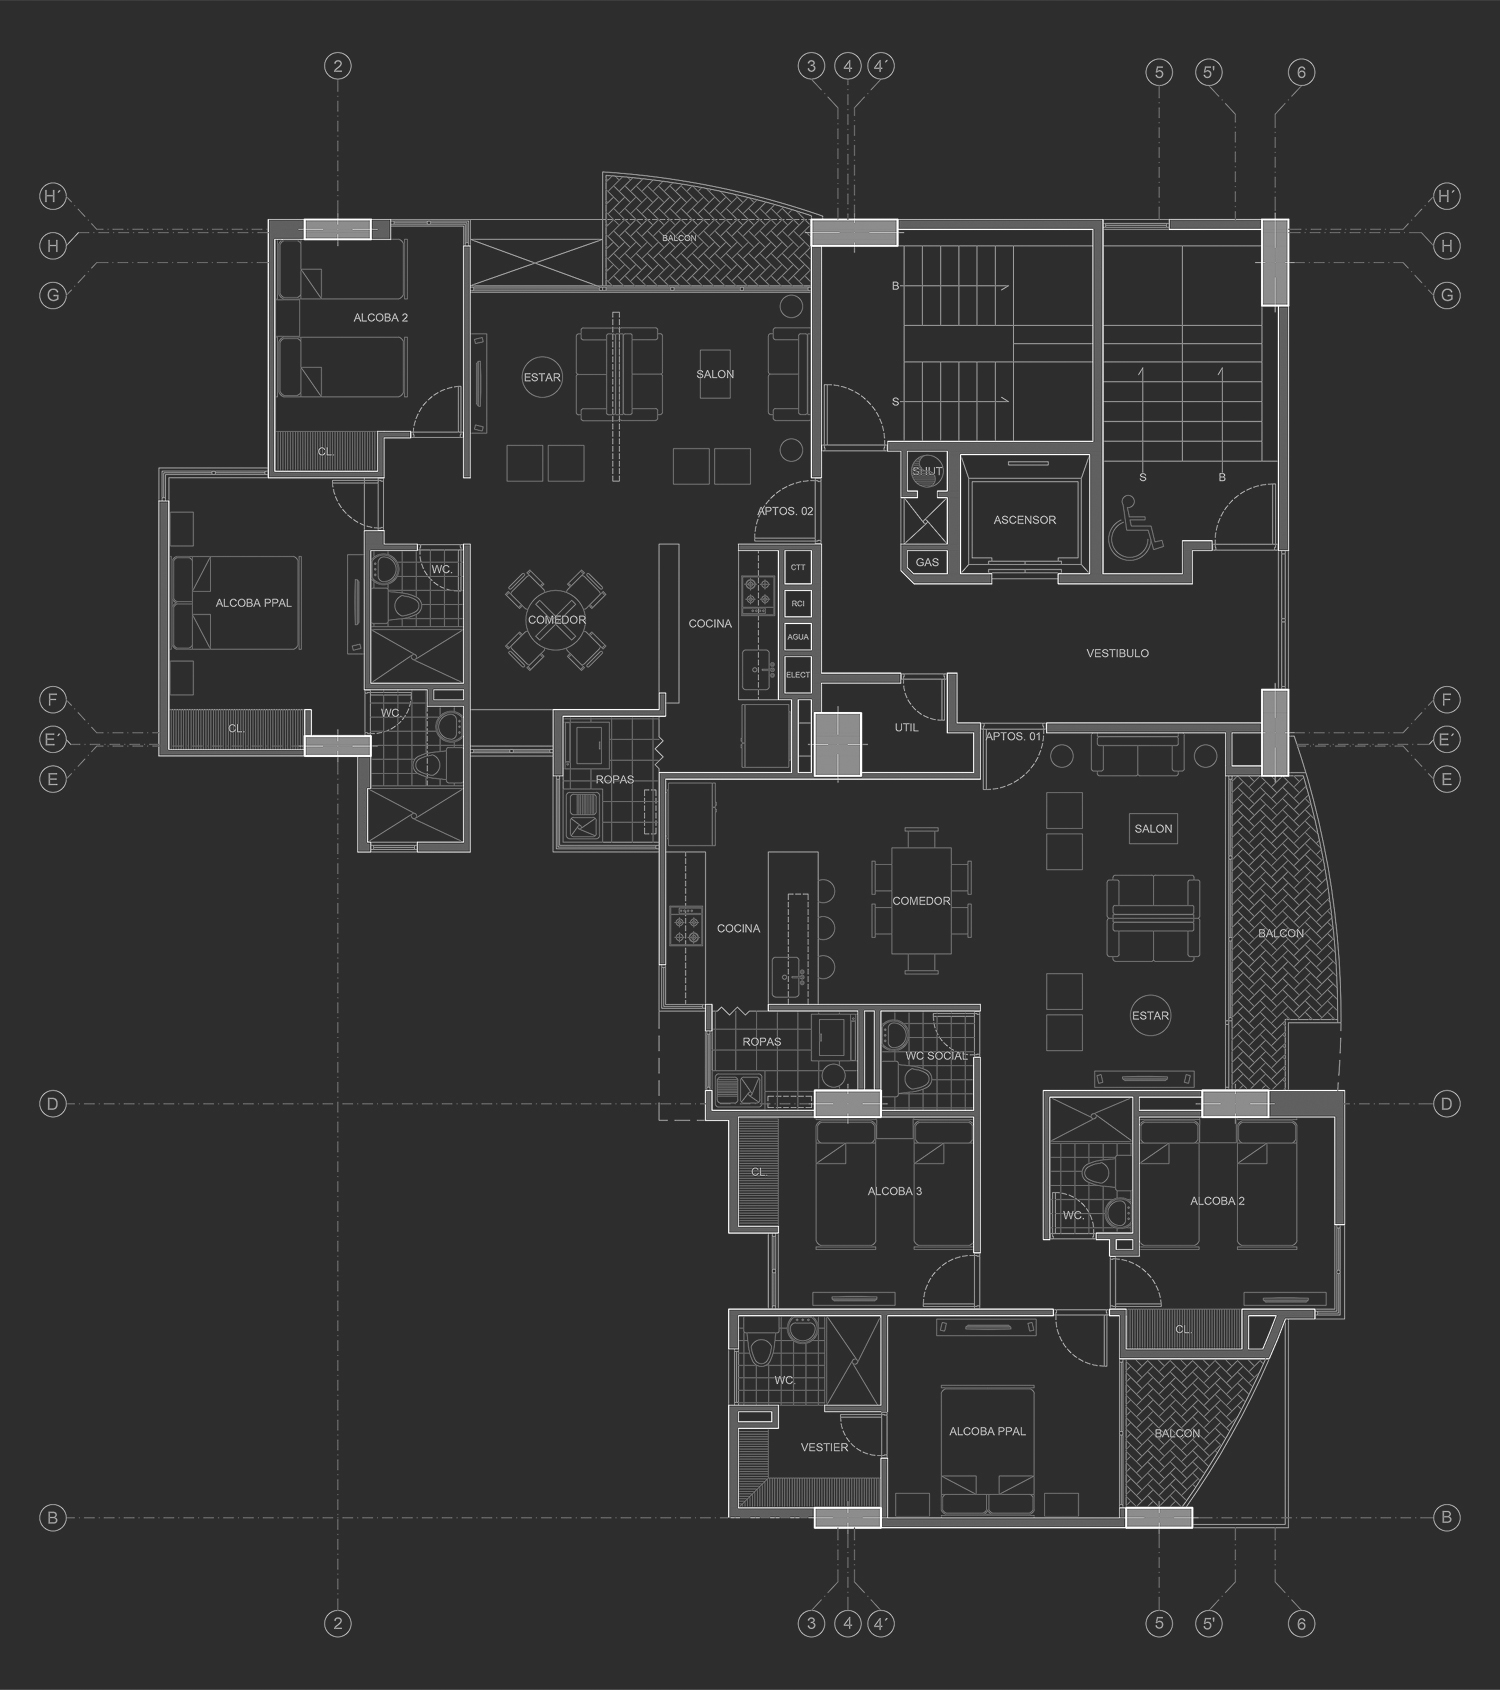 2
3
4
4´
5
5'
6
H´
H´
BALCON
H
H
B
G
G
ALCOBA 2
ESTAR
SALON
S
CL.
SHUT
S
B
APTOS. 02
ASCENSOR
GAS
WC.
CTT
ALCOBA PPAL
RCI
COMEDOR
COCINA
AGUA
VESTIBULO
ELECT
F
F
WC.
CL.
UTIL
APTOS. 01
E´
E´
E
ROPAS
E
SALON
COMEDOR
COCINA
BALCON
ESTAR
ROPAS
WC SOCIAL
D
D
CL.
ALCOBA 3
ALCOBA 2
WC.
CL.
WC.
ALCOBA PPAL
BALCON
VESTIER
B
B
2
3
4
4´
5
5'
6